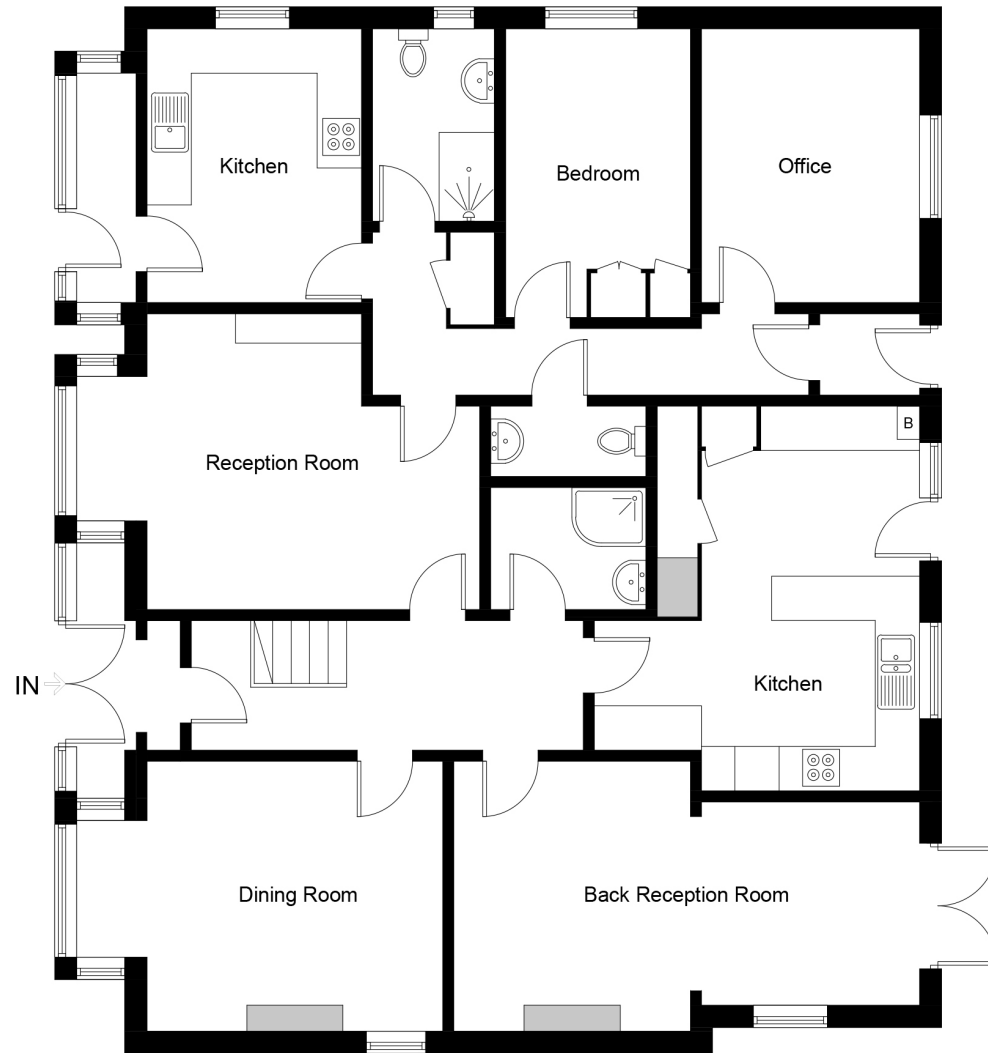 Kitchen
Bedroom
Office
Reception Room
B
IN
Kitchen
Dining Room
Back Reception Room